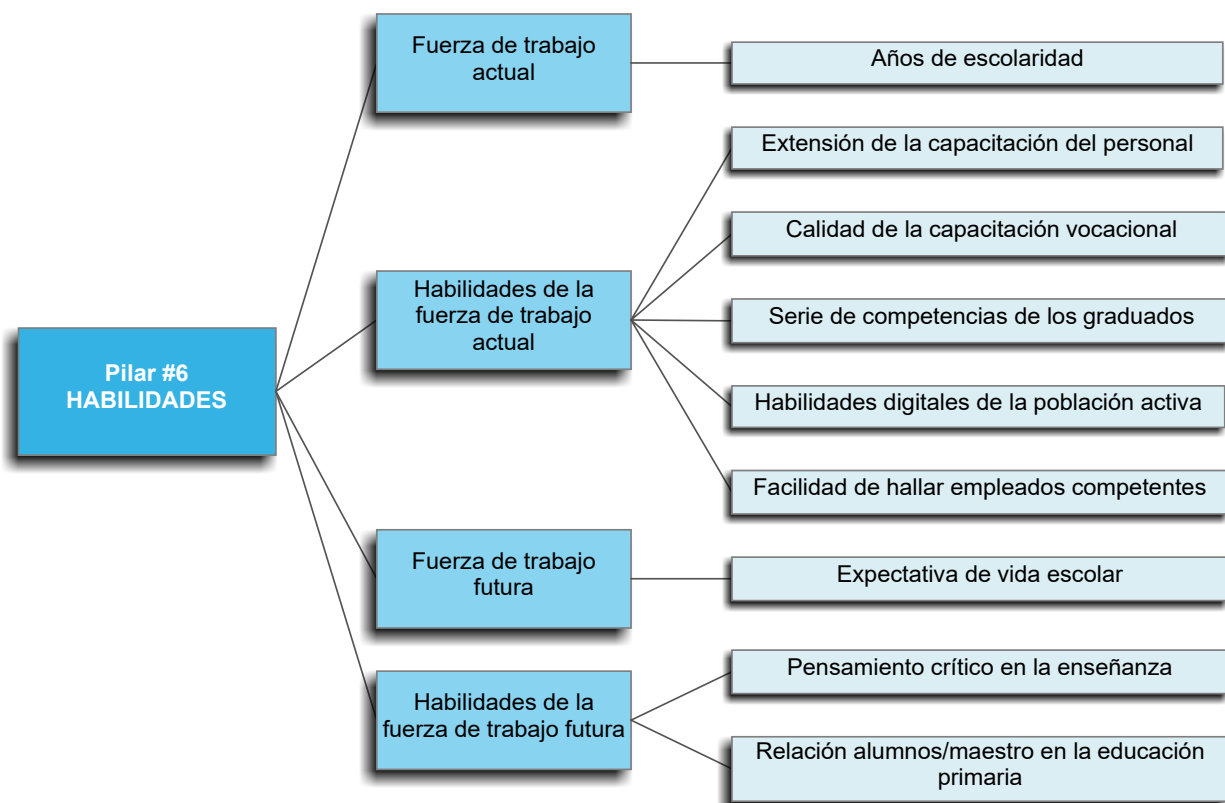 Pilar #6
HABILIDADES
Fuerza de trabajo
actual
Años de escolaridad
Habilidades de la
fuerza de trabajo
actual
Extensión de la capacitación del personal
Calidad de la capacitación vocacional
Serie de competencias de los graduados
Habilidades digitales de la población activa
Facilidad de hallar empleados competentes
Fuerza de trabajo
futura
Expectativa de vida escolar
Habilidades de la
fuerza de trabajo futura
Pensamiento crítico en la enseñanza
Relación alumnos/maestro en la educación
primaria